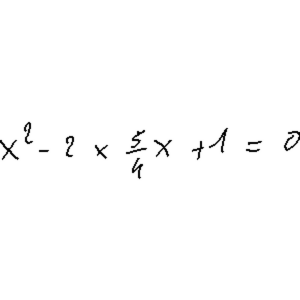 x² - 2 × 5/4 x + 1 = 0